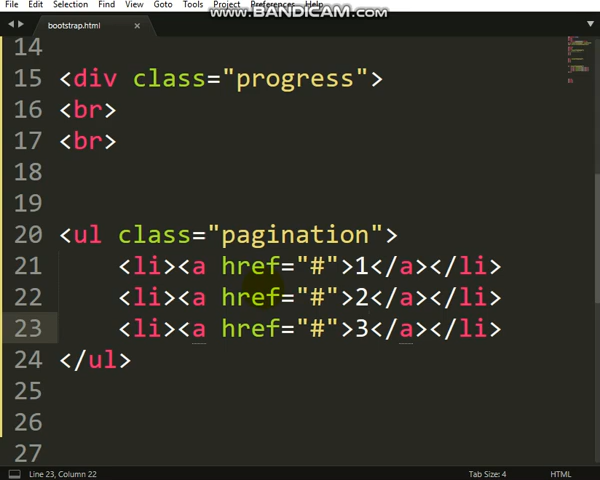 File Edit Selection Find View Goto Tools Project Preferences Help
www.BANDICAM.com
bootstrap.html
14
15 <div class="progress">
16 <br>
17 <br>
18
19
20 <ul class="pagination">
21 <li><a href="#">1</a></li>
22 <li><a href="#">2</a></li>
23 <li><a href="#">3</a></li>
24 </ul>
25
26
27
Line 23, Column 22 Tab Size: 4 HTML